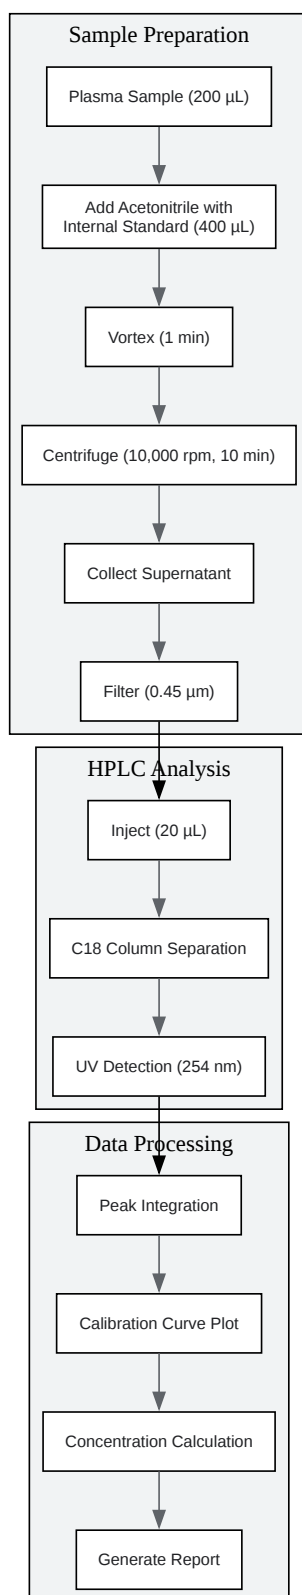 Sample Preparation
Plasma Sample (200 µL)
Add Acetonitrile with
Internal Standard (400 µL)
Vortex (1 min)
Centrifuge (10,000 rpm, 10 min)
Collect Supernatant
Filter (0.45 µm)
HPLC Analysis
Inject (20 µL)
C18 Column Separation
UV Detection (254 nm)
Data Processing
Peak Integration
Calibration Curve Plot
Concentration Calculation
Generate Report